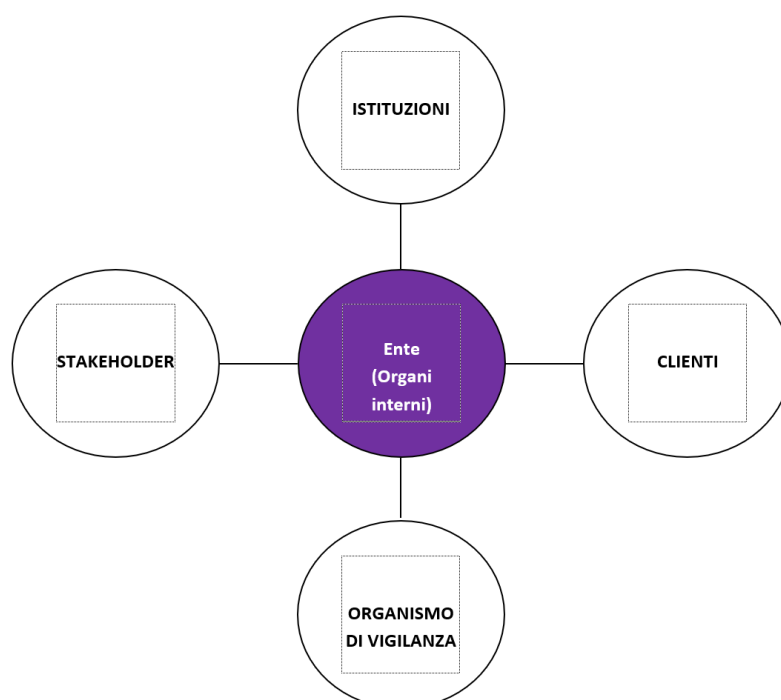 ISTITUZIONI
STAKEHOLDER
Ente
(Organi
interni)
CLIENTI
ORGANISMO
DI VIGILANZA